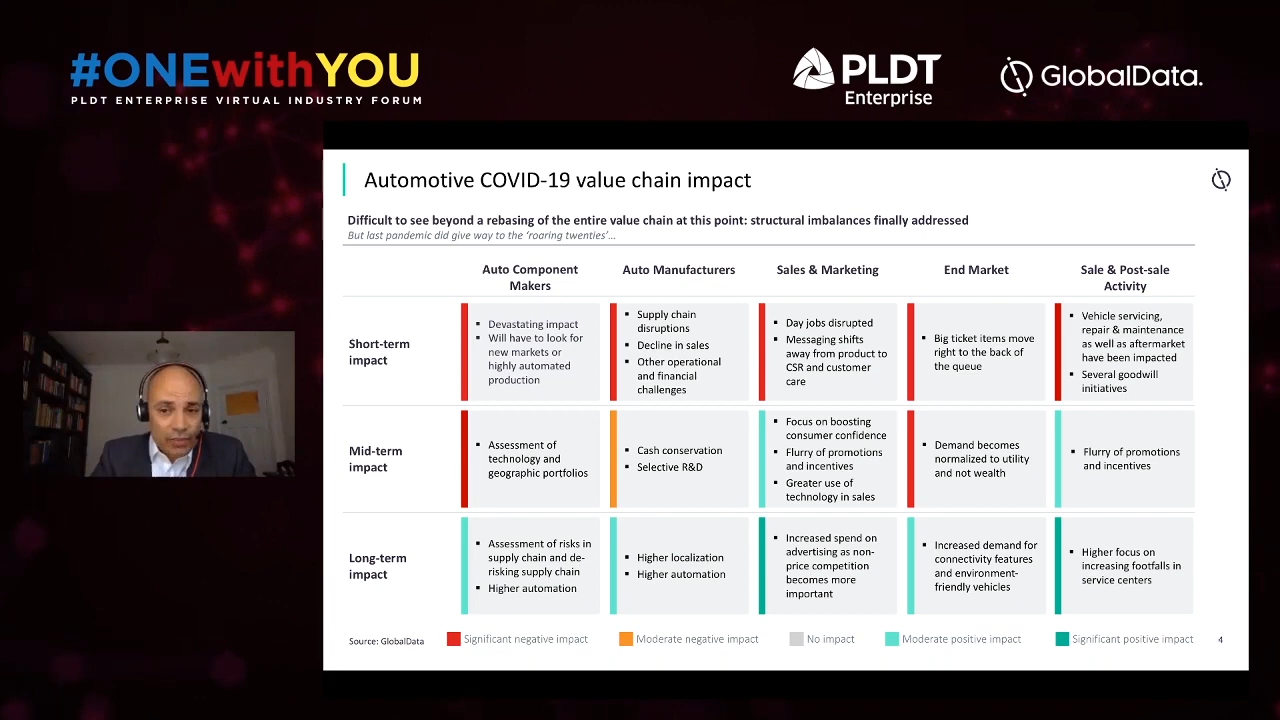 #ONEwithYOU
PLDT ENTERPRISE VIRTUAL INDUSTRY FORUM
PLDT
Enterprise
GlobalData.
Automotive COVID-19 value chain impact
Difficult to see beyond a rebasing of the entire value chain at this point: structural imbalances finally addressed
But last pandemic did give way to the ‘roaring twenties’…
Auto Component
Makers
Auto Manufacturers
Sales & Marketing
End Market
Sale & Post-sale
Activity
Short-term
impact
▪ Devastating impact
▪ Will have to look for
new markets or
highly automated
production
▪ Supply chain
disruptions
▪ Decline in sales
▪ Other operational
and financial
challenges
▪ Day jobs disrupted
▪ Messaging shifts
away from product to
CSR and customer
care
▪ Big ticket items move
right to the back of
the queue
▪ Vehicle servicing,
repair & maintenance
as well as aftermarket
have been impacted
▪ Several goodwill
initiatives
Mid-term
impact
▪ Assessment of
technology and
geographic portfolios
▪ Cash conservation
▪ Selective R&D
▪ Focus on boosting
consumer confidence
▪ Flurry of promotions
and incentives
▪ Greater use of
technology in sales
▪ Demand becomes
normalized to utility
and not wealth
▪ Flurry of promotions
and incentives
Long-term
impact
▪ Assessment of risks in
supply chain and de-
risking supply chain
▪ Higher automation
▪ Higher localization
▪ Higher automation
▪ Increased spend on
advertising as non-
price competition
becomes more
important
▪ Increased demand for
connectivity features
and environment-
friendly vehicles
▪ Higher focus on
increasing footfalls in
service centers
Source: GlobalData
Significant negative impact
Moderate negative impact
No impact
Moderate positive impact
Significant positive impact
4